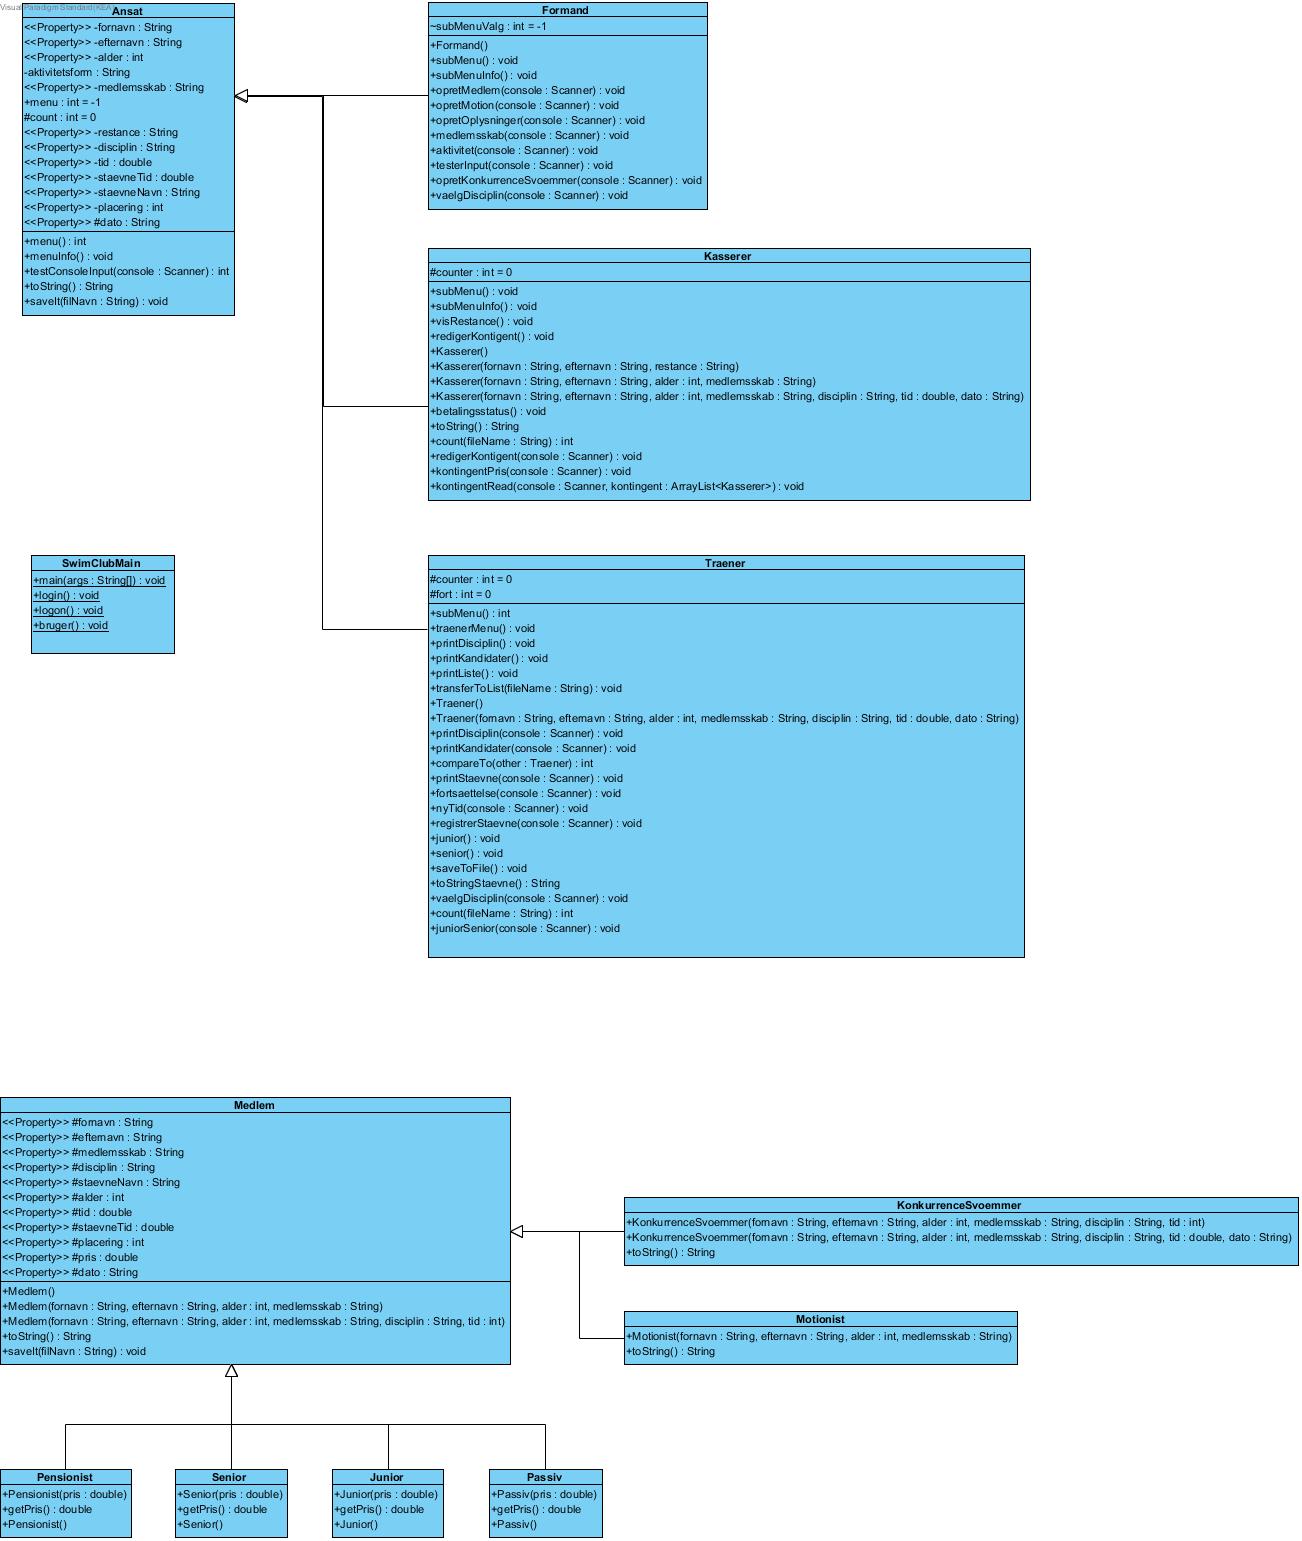 Visual Paradigm Standard(KEA)
Ansat
<<Property>> -fornavn : String
<<Property>> -efternavn : String
<<Property>> -alder : int
-aktivitetsform : String
<<Property>> -medlemsskab : String
+menu : int = -1
#count : int = 0
<<Property>> -restance : String
<<Property>> -disciplin : String
<<Property>> -tid : double
<<Property>> -staevneTid : double
<<Property>> -staevneNavn : String
<<Property>> -placering : int
<<Property>> #dato : String
+menu() : int
+menuInfo() : void
+testConsoleInput(console : Scanner) : int
+toString() : String
+saveIt(filNavn : String) : void
Formand
~subMenuValg : int = -1
+Formand()
+subMenu() : void
+subMenuInfo() : void
+opretMedlem(console : Scanner) : void
+opretMotion(console : Scanner) : void
+opretOplysninger(console : Scanner) : void
+medlemsskab(console : Scanner) : void
+aktivitet(console : Scanner) : void
+testerInput(console : Scanner) : void
+opretKonkurrenceSvoemmer(console : Scanner) : void
+vaelgDisciplin(console : Scanner) : void
Kasserer
#counter : int = 0
+subMenu() : void
+subMenuInfo() : void
+visRestance() : void
+redigerKontigent() : void
+Kasserer()
+Kasserer(fornavn : String, efternavn : String, restance : String)
+Kasserer(fornavn : String, efternavn : String, alder : int, medlemsskab : String)
+Kasserer(fornavn : String, efternavn : String, alder : int, medlemsskab : String, disciplin : String, tid : double, dato : String)
+betalingsstatus() : void
+toString() : String
+count(fileName : String) : int
+redigerKontigent(console : Scanner) : void
+kontingentPris(console : Scanner) : void
+kontingentRead(console : Scanner, kontingent : ArrayList<Kasserer>) : void
SwimClubMain
+main(args : String[]) : void
+login() : void
+logon() : void
+bruger() : void
Traener
#counter : int = 0
#fort : int = 0
+subMenu() : int
+traenerMenu() : void
+printDisciplin() : void
+printKandidater() : void
+printListe() : void
+transferToList(fileName : String) : void
+Traener()
+Traener(fornavn : String, efternavn : String, alder : int, medlemsskab : String, disciplin : String, tid : double, dato : String)
+printDisciplin(console : Scanner) : void
+printKandidater(console : Scanner) : void
+compareTo(other : Traener) : int
+printStaevne(console : Scanner) : void
+fortsaettelse(console : Scanner) : void
+nyTid(console : Scanner) : void
+registrerStaevne(console : Scanner) : void
+junior() : void
+senior() : void
+saveToFile() : void
+toStringStaevne() : String
+vaelgDisciplin(console : Scanner) : void
+count(fileName : String) : int
+juniorSenior(console : Scanner) : void
Medlem
<<Property>> #fornavn : String
<<Property>> #efternavn : String
<<Property>> #medlemsskab : String
<<Property>> #disciplin : String
<<Property>> #staevneNavn : String
<<Property>> #alder : int
<<Property>> #tid : double
<<Property>> #staevneTid : double
<<Property>> #placering : int
<<Property>> #pris : double
<<Property>> #dato : String
+Medlem()
+Medlem(fornavn : String, efternavn : String, alder : int, medlemsskab : String)
+Medlem(fornavn : String, efternavn : String, alder : int, medlemsskab : String, disciplin : String, tid : int)
+toString() : String
+saveIt(filNavn : String) : void
KonkurrenceSvoemmer
+KonkurrenceSvoemmer(fornavn : String, efternavn : String, alder : int, medlemsskab : String, disciplin : String, tid : int)
+KonkurrenceSvoemmer(fornavn : String, efternavn : String, alder : int, medlemsskab : String, disciplin : String, tid : double, dato : String)
+toString() : String
Motionist
+Motionist(fornavn : String, efternavn : String, alder : int, medlemsskab : String)
+toString() : String
Pensionist
+Pensionist(pris : double)
+getPris() : double
+Pensionist()
Senior
+Senior(pris : double)
+getPris() : double
+Senior()
Junior
+Junior(pris : double)
+getPris() : double
+Junior()
Passiv
+Passiv(pris : double)
+getPris() : double
+Passiv()